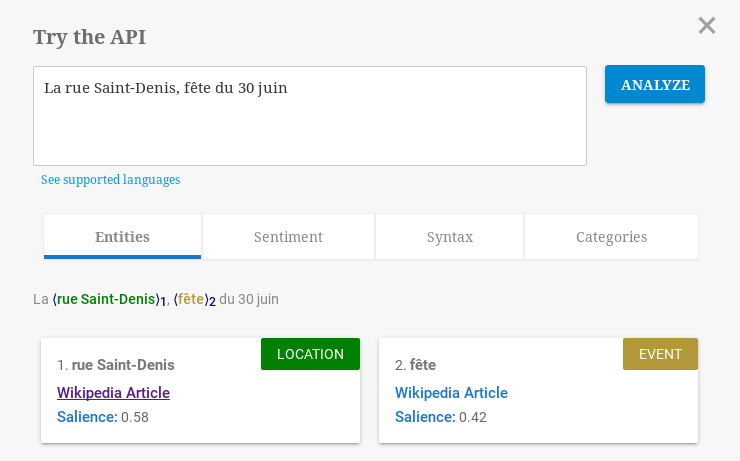 Try the API
La rue Saint-Denis, fête du 30 juin
ANALYZE
See supported languages
Entities
Sentiment
Syntax
Categories
La ⟨rue Saint-Denis⟩1, ⟨fête⟩2 du 30 juin
LOCATION
1. rue Saint-Denis
Wikipedia Article
Salience: 0.58
EVENT
2. fête
Wikipedia Article
Salience: 0.42